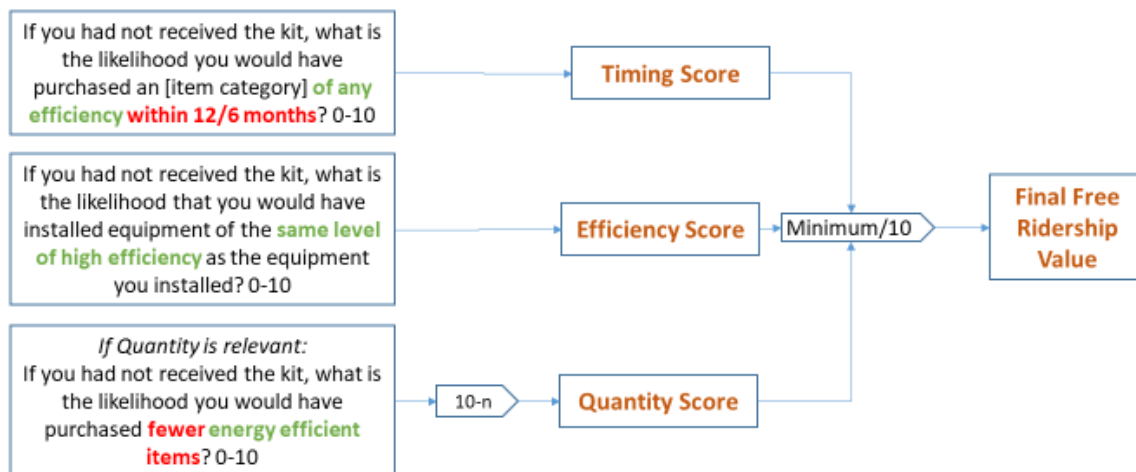 If you had not received the kit, what is
the likelihood you would have
purchased an [item category] of any
efficiency within 12/6 months? 0-10
Timing Score
If you had not received the kit, what is
the likelihood that you would have
installed equipment of the same level
of high efficiency as the equipment
you installed? 0-10
Efficiency Score
Minimum/10
Final Free
Ridership
Value
If Quantity is relevant:
If you had not received the kit, what is
the likelihood you would have
purchased fewer energy efficient
items? 0-10
10-n
Quantity Score